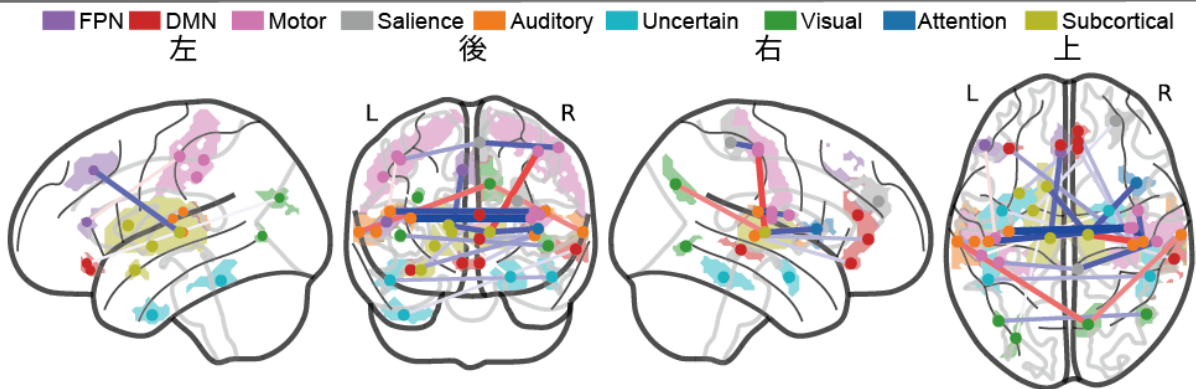 FPN DMN Motor Salience Auditory Uncertain Visual Attention Subcortical
左 後 右 上
L R L R